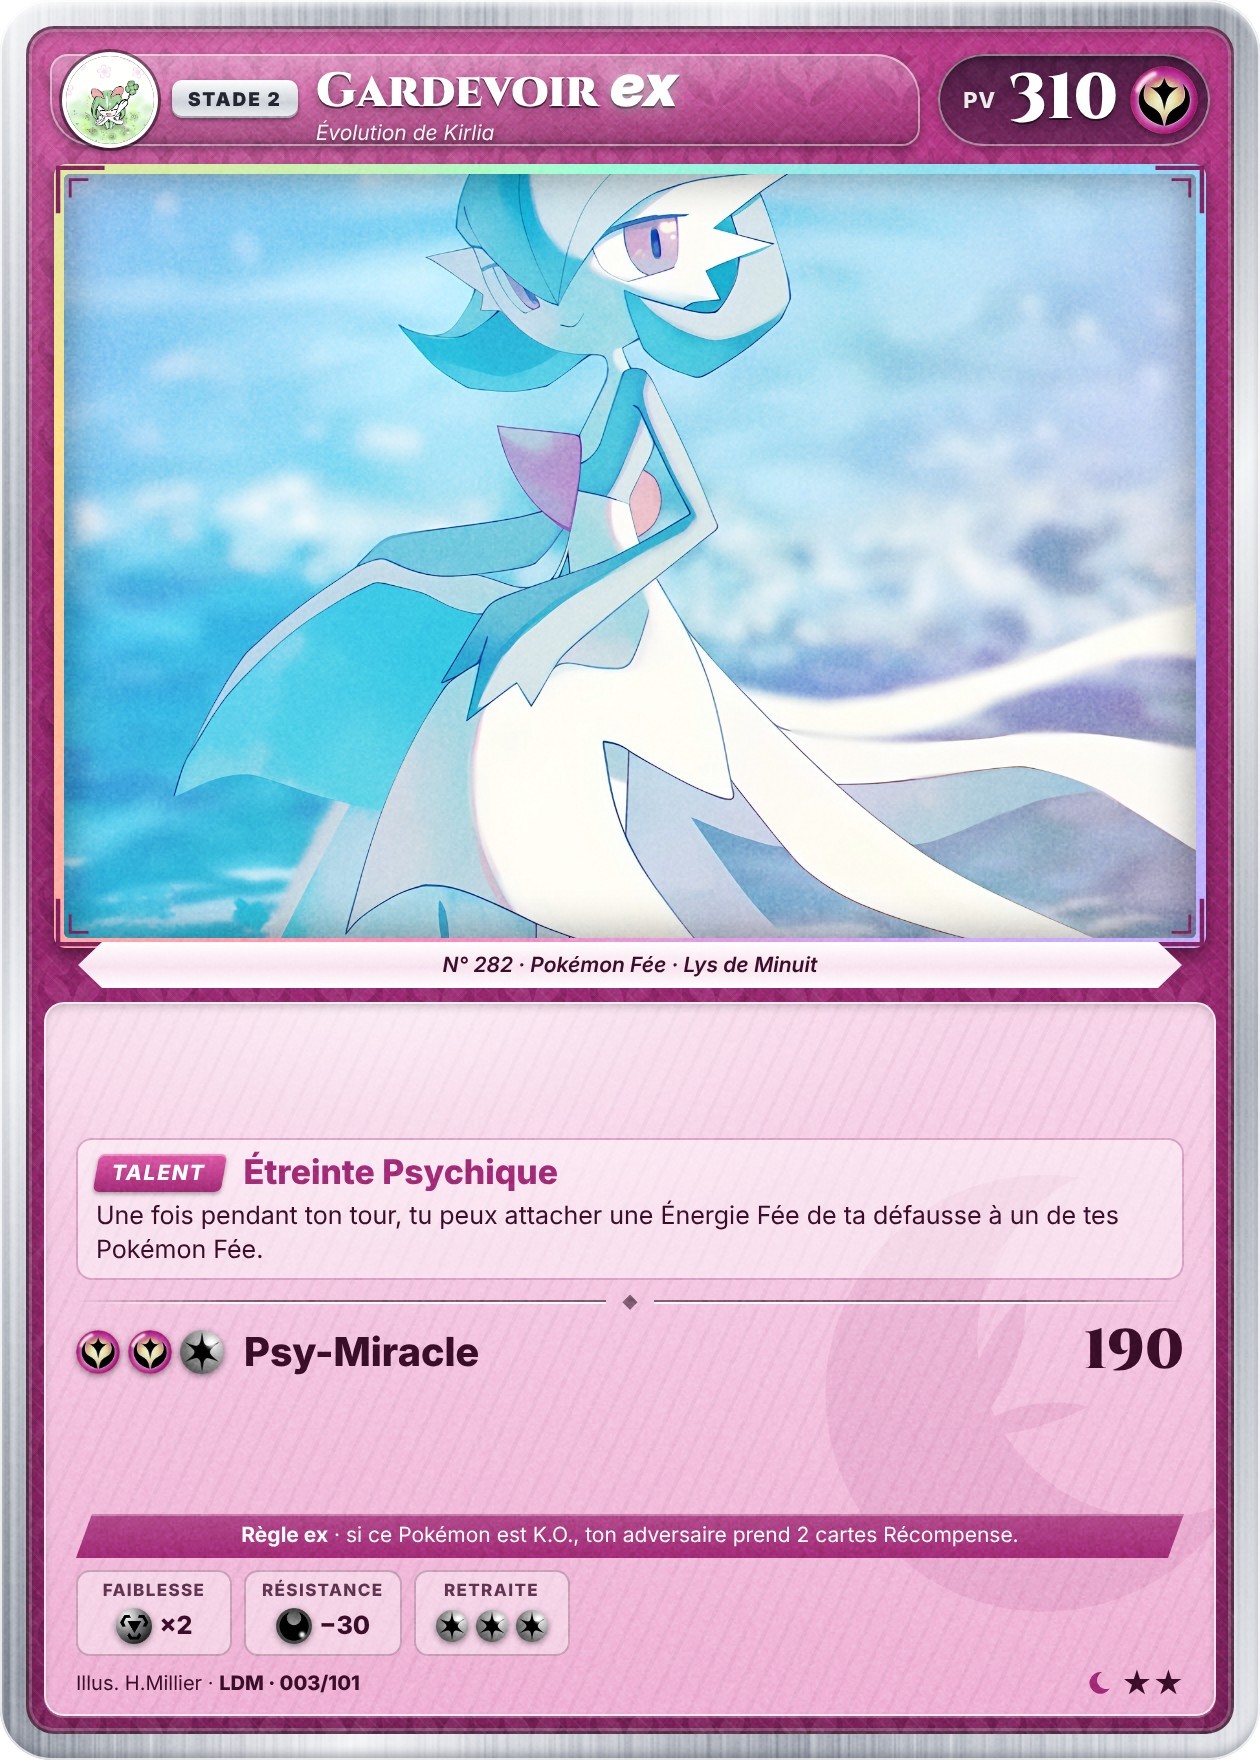 STADE 2
GARDEVOIR ex
Évolution de Kirlia
PV 310
N° 282 · Pokémon Fée · Lys de Minuit
TALENT Étreinte Psychique
Une fois pendant ton tour, tu peux attacher une Énergie Fée de ta défausse à un de tes
Pokémon Fée.
Psy-Miracle 190
Règle ex · si ce Pokémon est K.O., ton adversaire prend 2 cartes Récompense.
FAIBLESSE RÉSISTANCE RETRAITE
×2 −30
Illus. H.Millier · LDM · 003/101